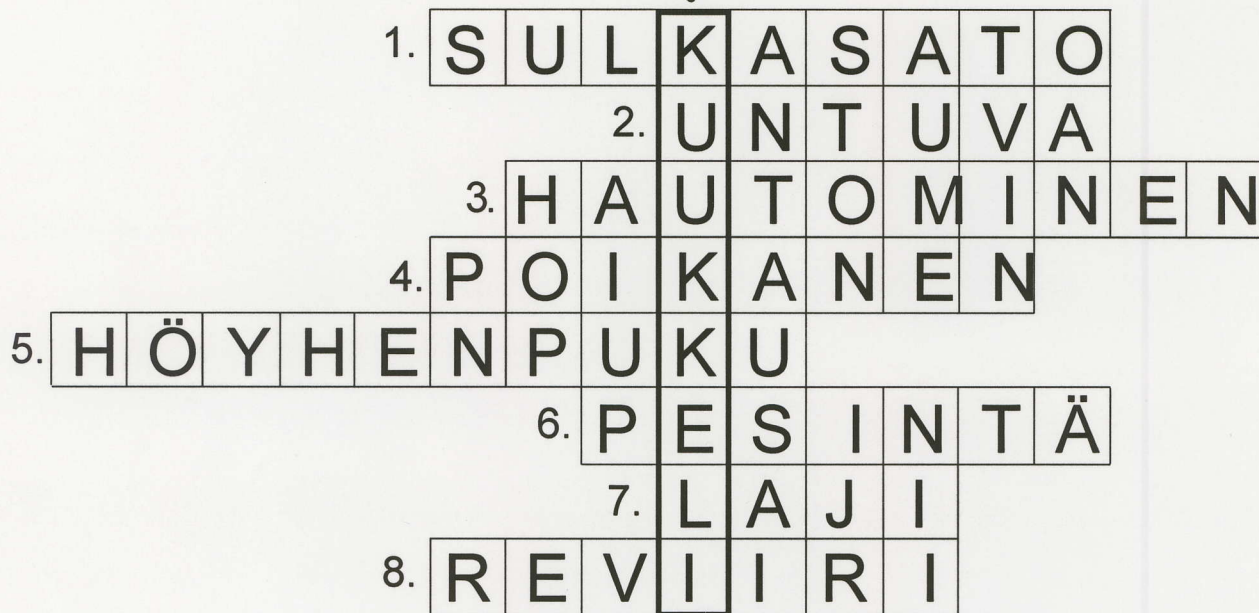 1. SULKASATO
2. UNTUVA
3. HAUTOMINEN
4. POIKANEN
5. HÖYHENPUKU
6. PESINTÄ
7. LAJI
8. REVIIRI